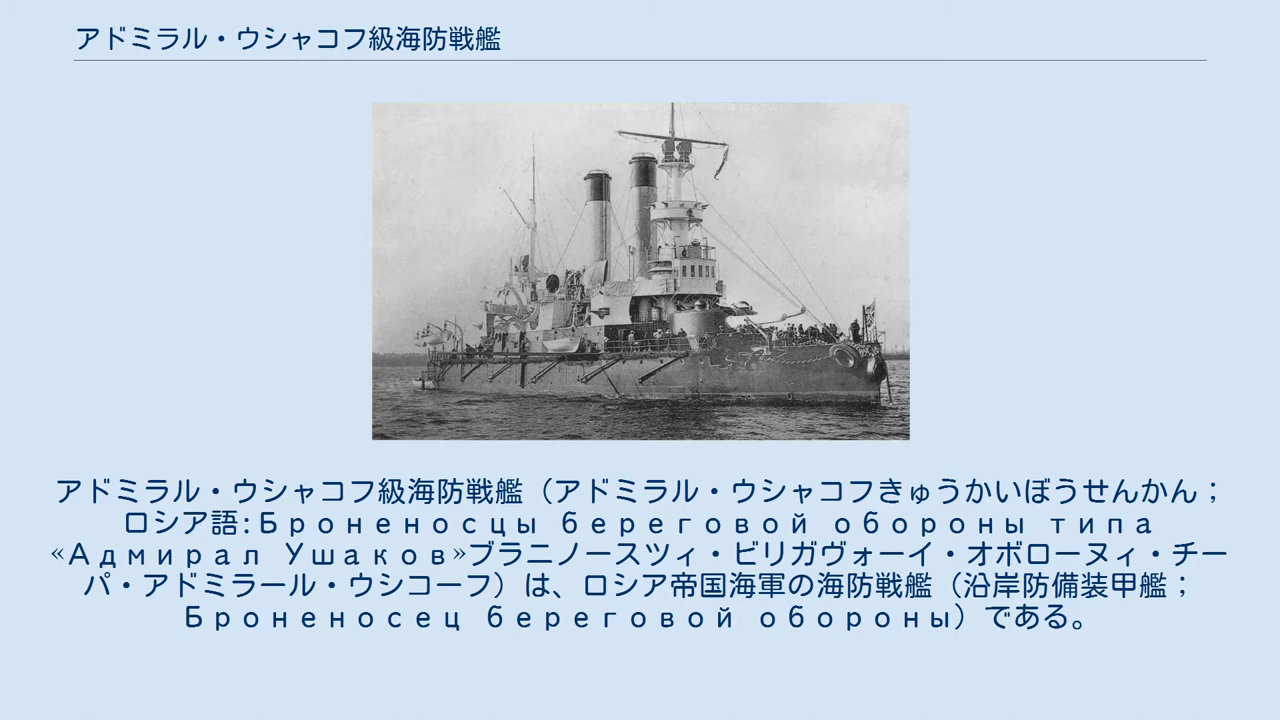 アドミラル・ウシャコフ級海防戦艦
アドミラル・ウシャコフ級海防戦艦（アドミラル・ウシャコフきゅうかいぼうせんかん；
ロシア語:Броненосцы береговой обороны типа
«Адмирал Ушаков»ブラニノースツィ・ビリガヴォーイ・オボローヌィ・チー
パ・アドミラール・ウシコーフ）は、ロシア帝国海軍の海防戦艦（沿岸防備装甲艦；
Броненосец береговой обороны）である。